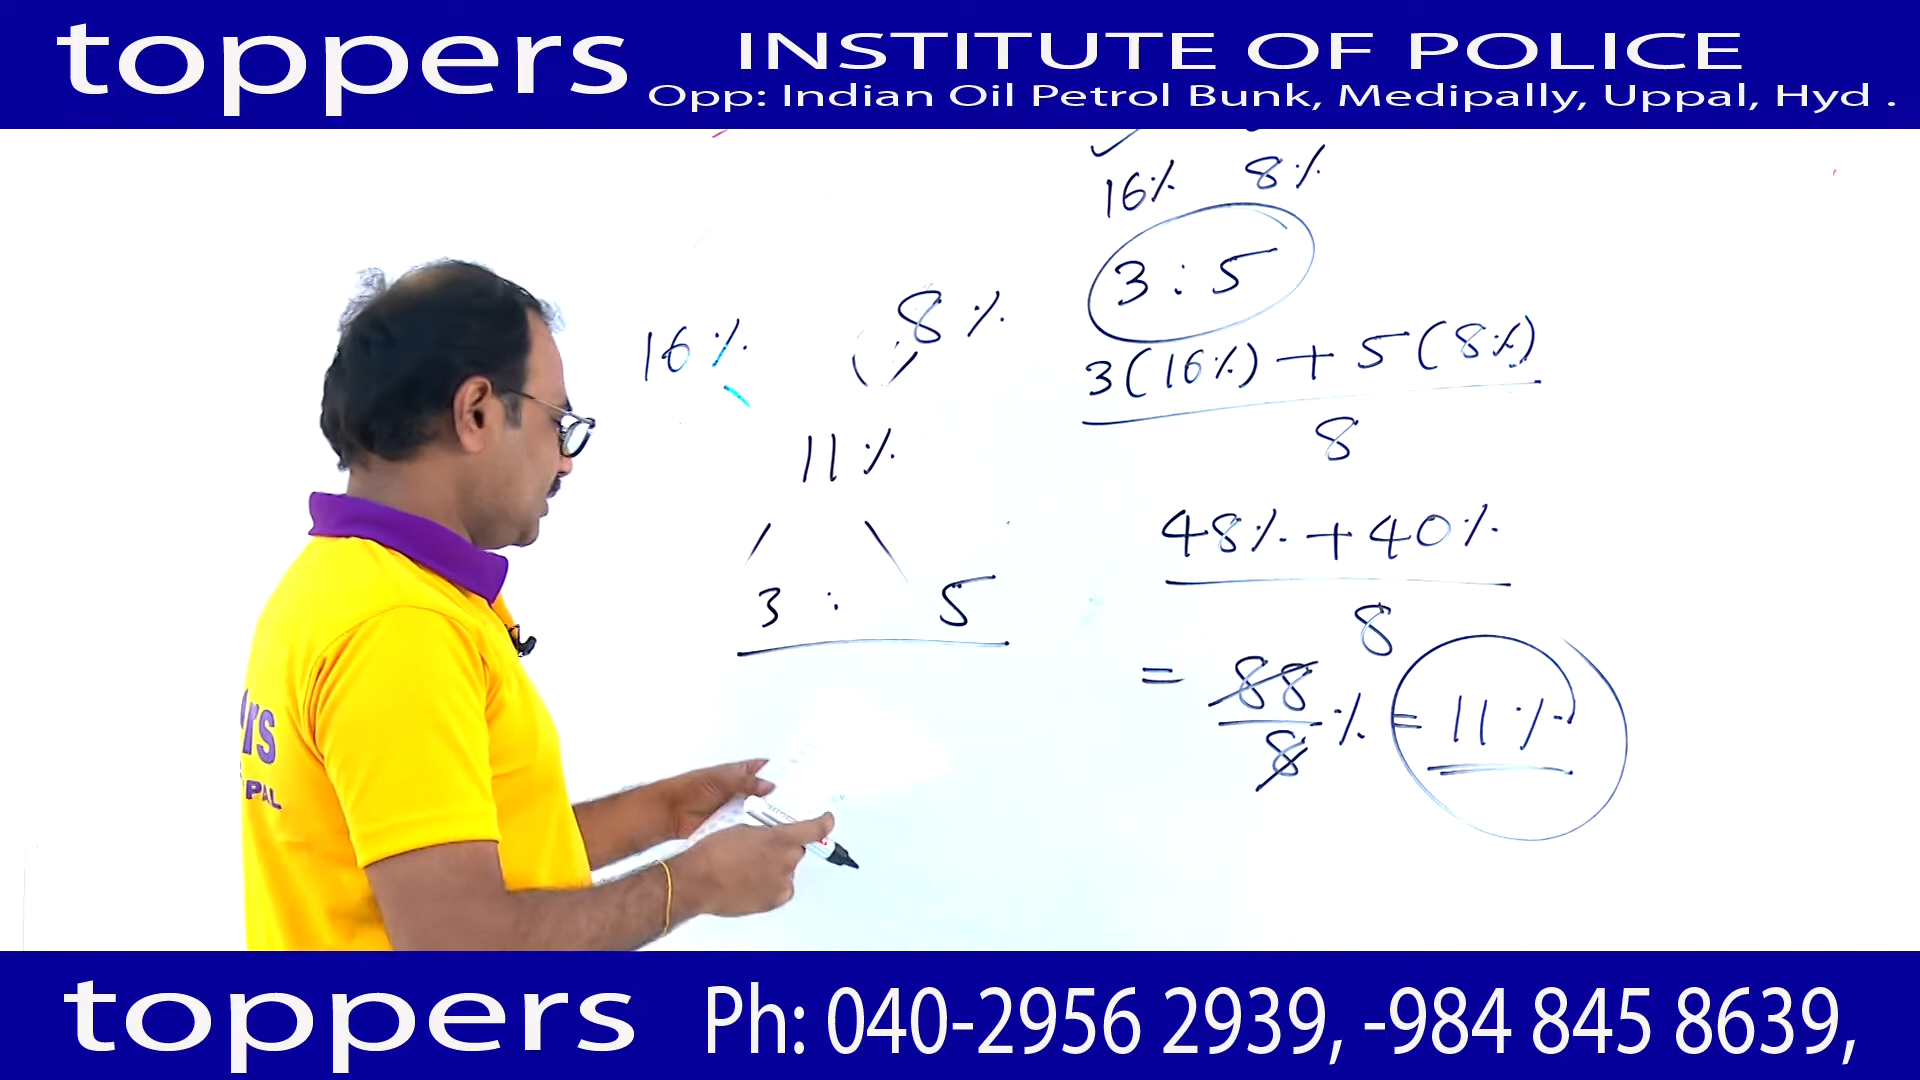 toppers
INSTITUTE OF POLICE
Opp: Indian Oil Petrol Bunk, Medipally, Uppal, Hyd .
16% 8%
3 : 5
3(16%) + 5(8%)
8
48% + 40%
8
= 88/8 % = 11%
16% 8%
11%
3 : 5
toppers Ph: 040-2956 2939, -984 845 8639,